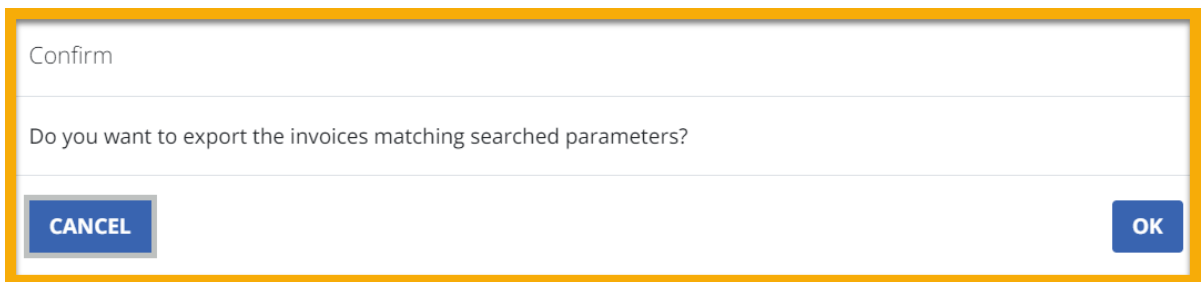 Confirm
Do you want to export the invoices matching searched parameters?
CANCEL OK